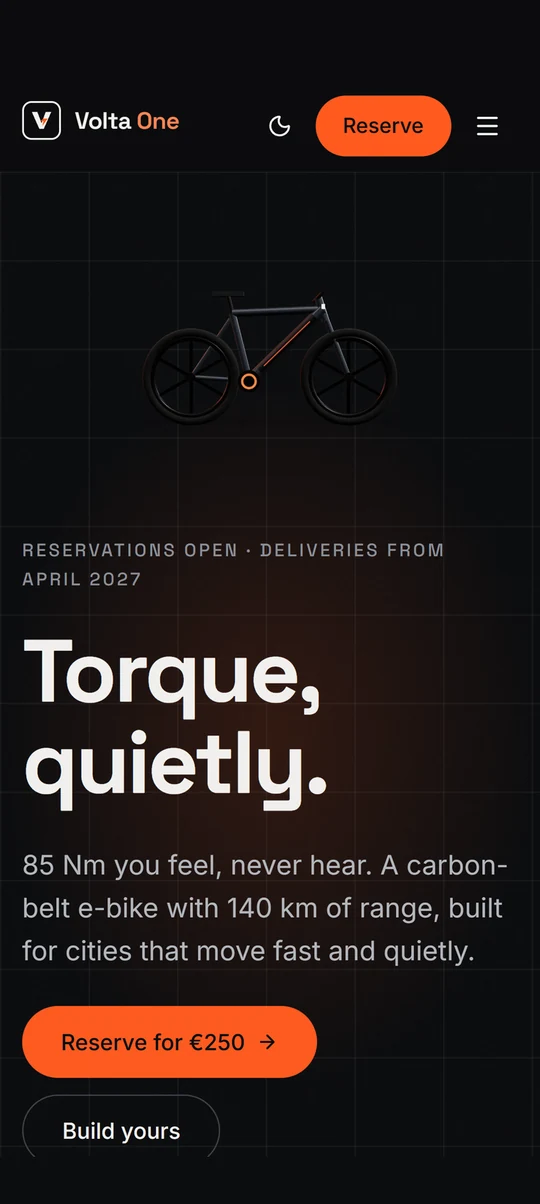 V
Volta One
Reserve
RESERVATIONS OPEN · DELIVERIES FROM
APRIL 2027
Torque,
quietly.
85 Nm you feel, never hear. A carbon-
belt e-bike with 140 km of range, built
for cities that move fast and quietly.
Reserve for €250 →
Build yours